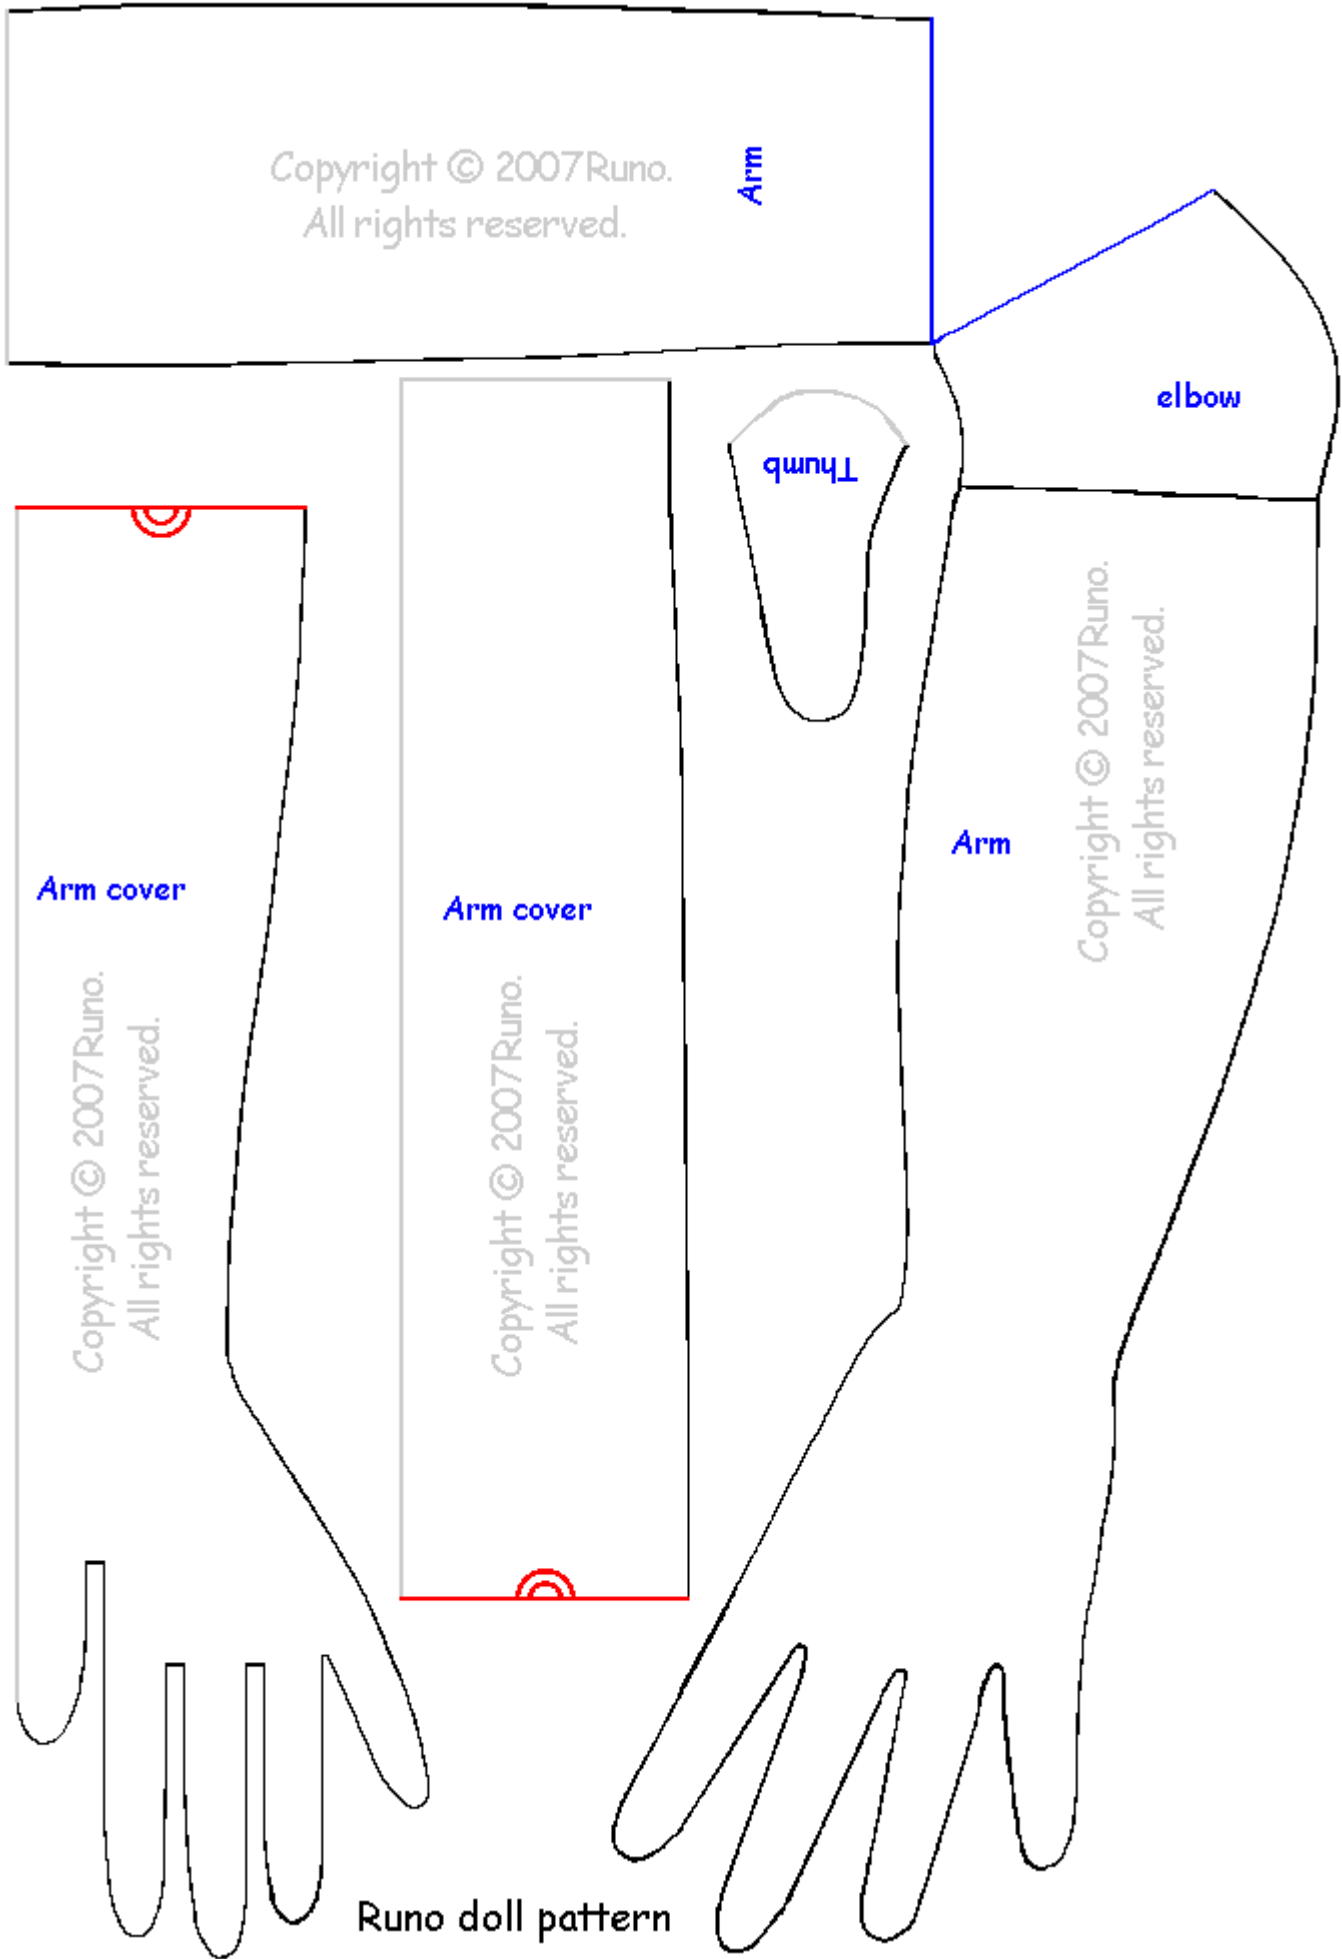 Copyright © 2007Runo.
All rights reserved.
Arm
elbow
Thumb
Copyright © 2007Runo.
All rights reserved.
Arm
Arm cover
Arm cover
Copyright © 2007Runo.
All rights reserved.
Copyright © 2007Runo.
All rights reserved.
Runo doll pattern